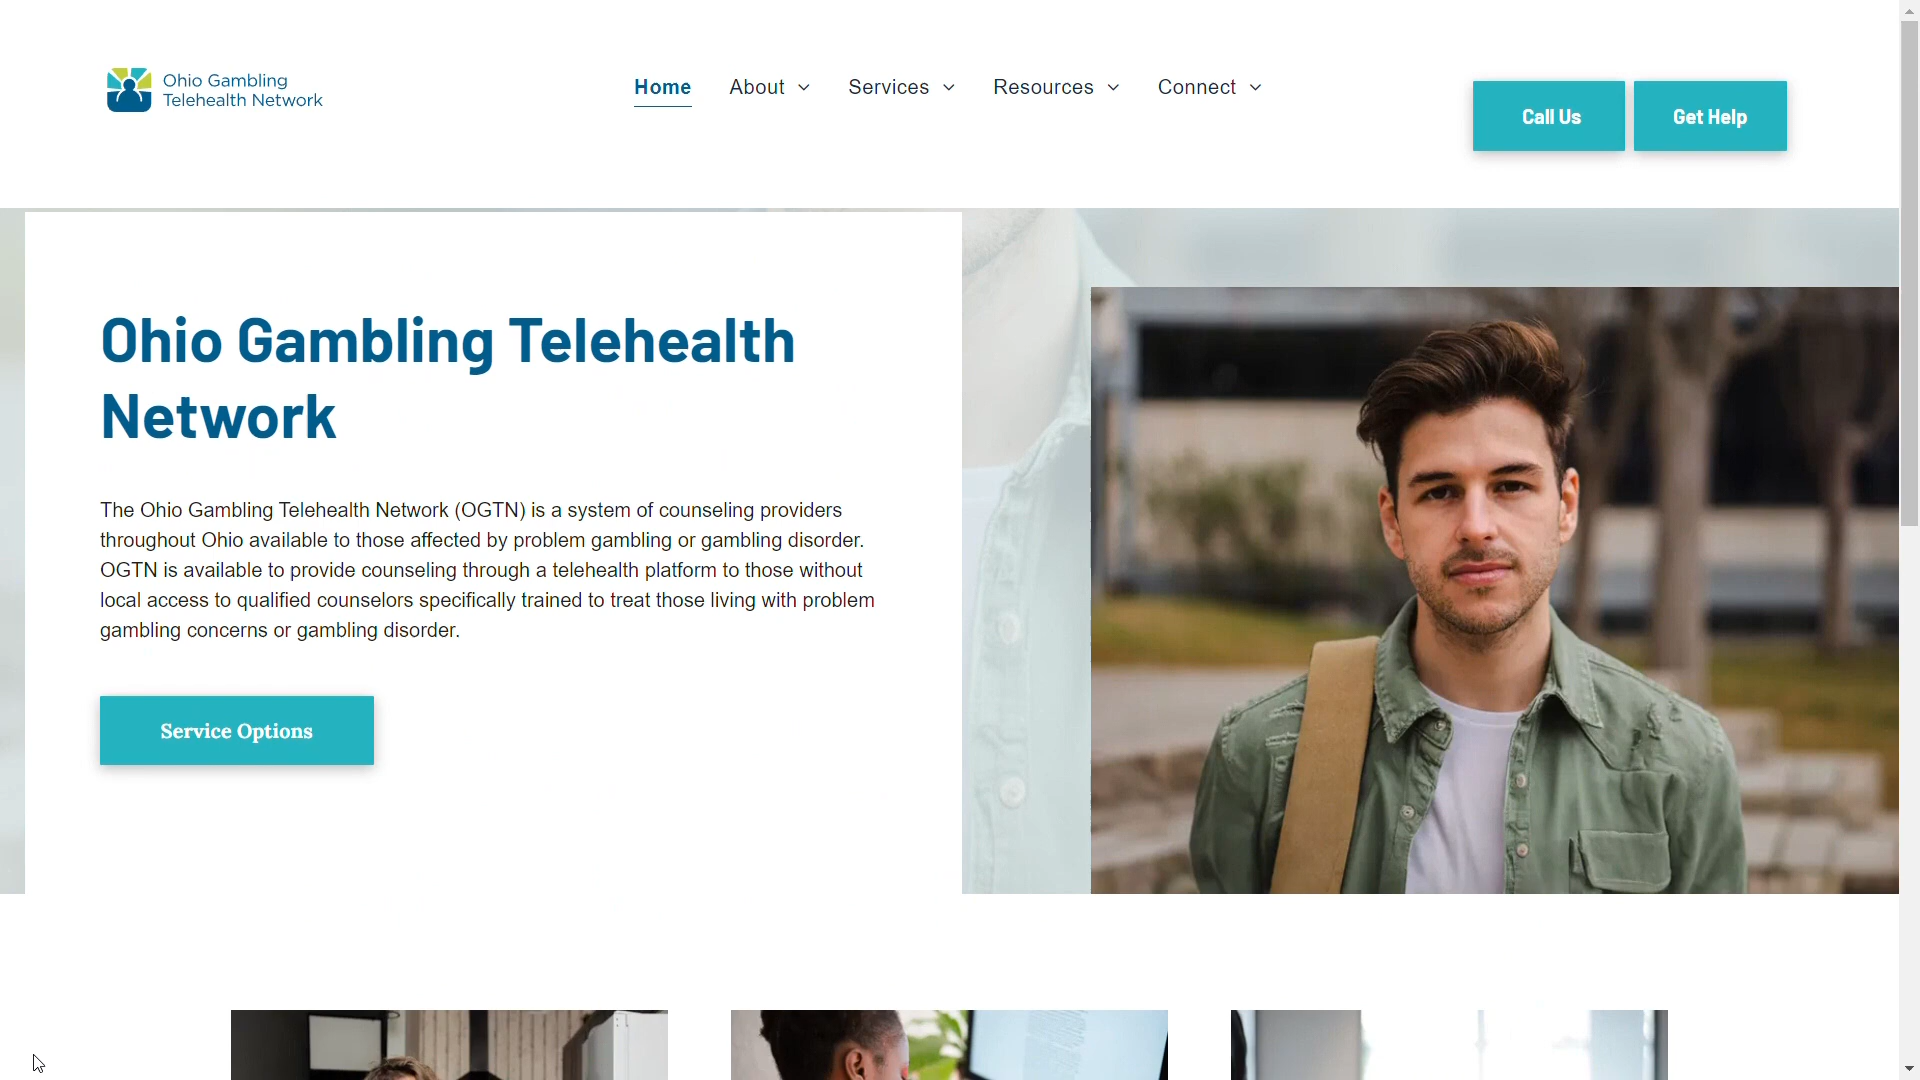 Ohio Gambling
Telehealth Network
Home
About
Services
Resources
Connect
Call Us
Get Help
Ohio Gambling Telehealth
Network
The Ohio Gambling Telehealth Network (OGTN) is a system of counseling providers
throughout Ohio available to those affected by problem gambling or gambling disorder.
OGTN is available to provide counseling through a telehealth platform to those without
local access to qualified counselors specifically trained to treat those living with problem
gambling concerns or gambling disorder.
Service Options